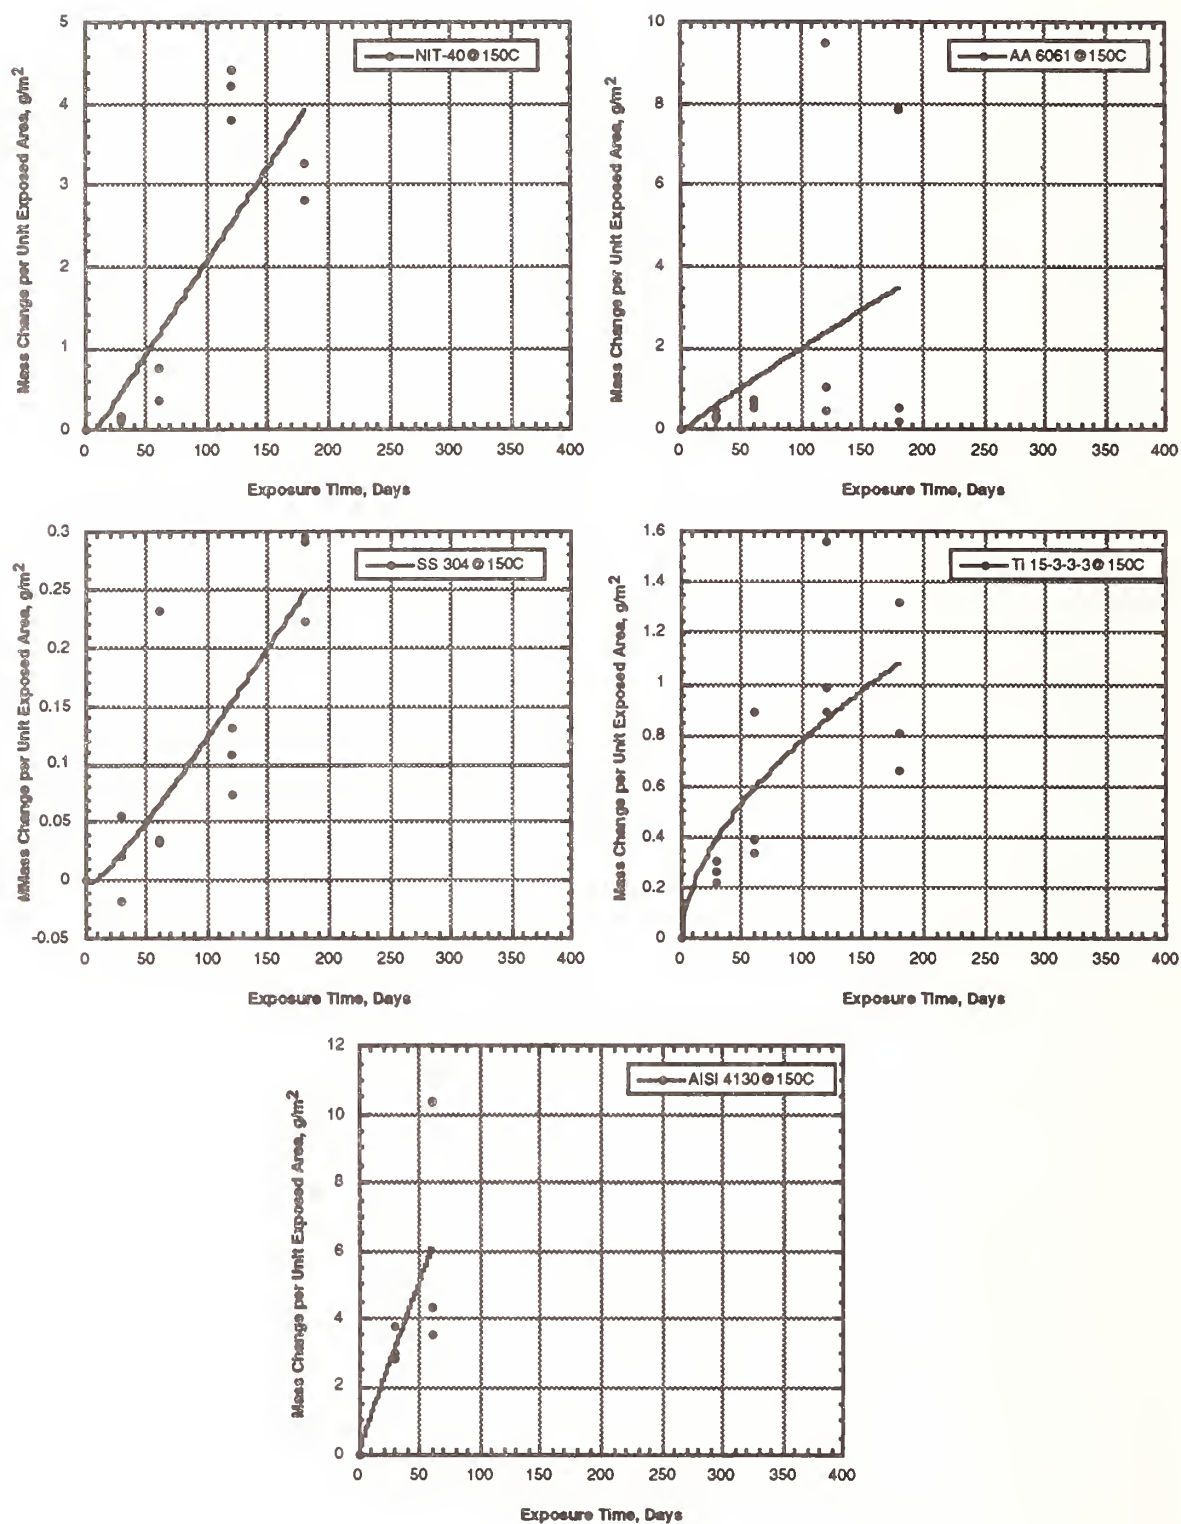 Mass Change per Unit Exposed Area, g/m2
5
4
3
2
1
0
NIT-40 @ 150C
0 50 100 150 200 250 300 350 400
Exposure Time, Days
Mass Change per Unit Exposed Area, g/m2
10
8
6
4
2
0
AA 6061 @ 150C
0 50 100 150 200 250 300 350 400
Exposure Time, Days
MMass Change per Unit Exposed Area, g/m2
0.3
0.25
0.2
0.15
0.1
0.05
0
-0.05
SS 304 @ 150C
0 50 100 150 200 250 300 350 400
Exposure Time, Days
Mass Change per Unit Exposed Area, g/m2
1.6
1.4
1.2
1
0.8
0.6
0.4
0.2
0
Ti 15-3-3-3 @ 150C
0 50 100 150 200 250 300 350 400
Exposure Time, Days
Mass Change per Unit Exposed Area, g/m2
12
10
8
6
4
2
0
AISI 4130 @ 150C
0 50 100 150 200 250 300 350 400
Exposure Time, Days